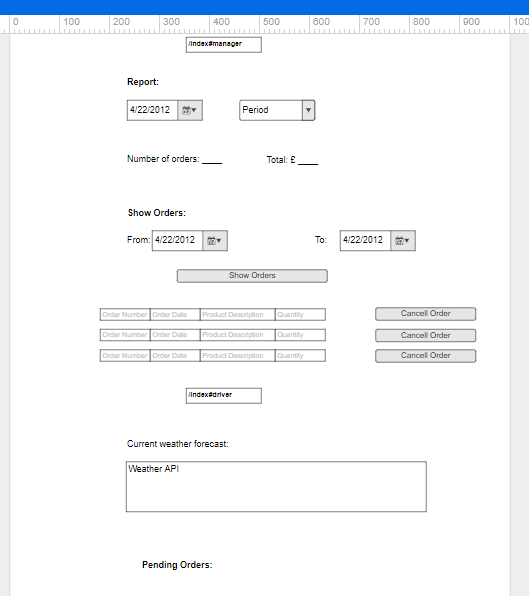 0 100 200 300 400 500 600 700 800 900 100
/Index#manager
Report:
4/22/2012 Period
Number of orders: ____ Total: £ ____
Show Orders:
From: 4/22/2012 To: 4/22/2012
Show Orders
Order Number Order Date Product Description Quantity Cancell Order
Order Number Order Date Product Description Quantity Cancell Order
Order Number Order Date Product Description Quantity Cancell Order
/Index#driver
Current weather forecast:
Weather API
Pending Orders: